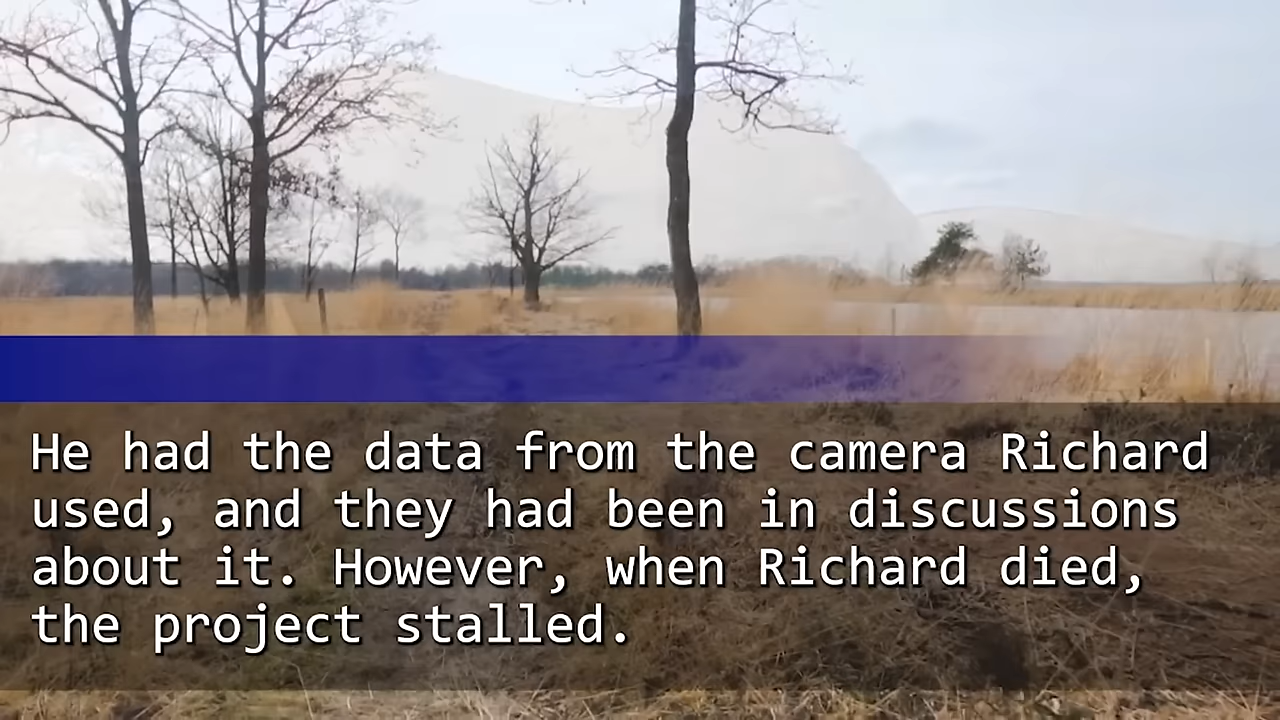 He had the data from the camera Richard
used, and they had been in discussions
about it. However, when Richard died,
the project stalled.